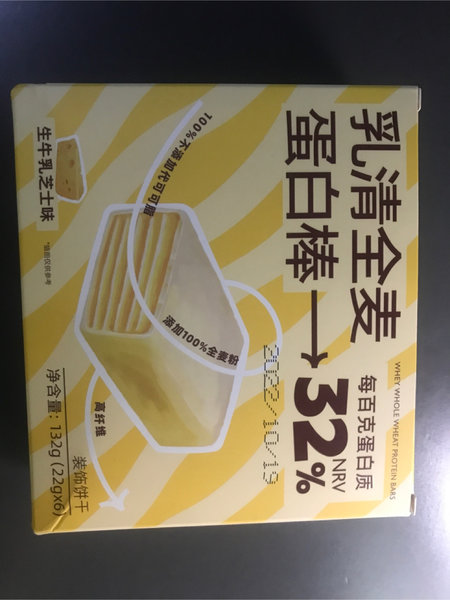 乳清全麦
蛋白棒
WHEY WHOLE WHEAT PROTEIN BARS
每百克蛋白质
32%
NRV
2022/10/19
100%不添加代可可脂
添加100%全麦粉
高纤维
生牛乳芝士味
*插画仅供参考
装饰饼干
净含量: 132g (22gx6)